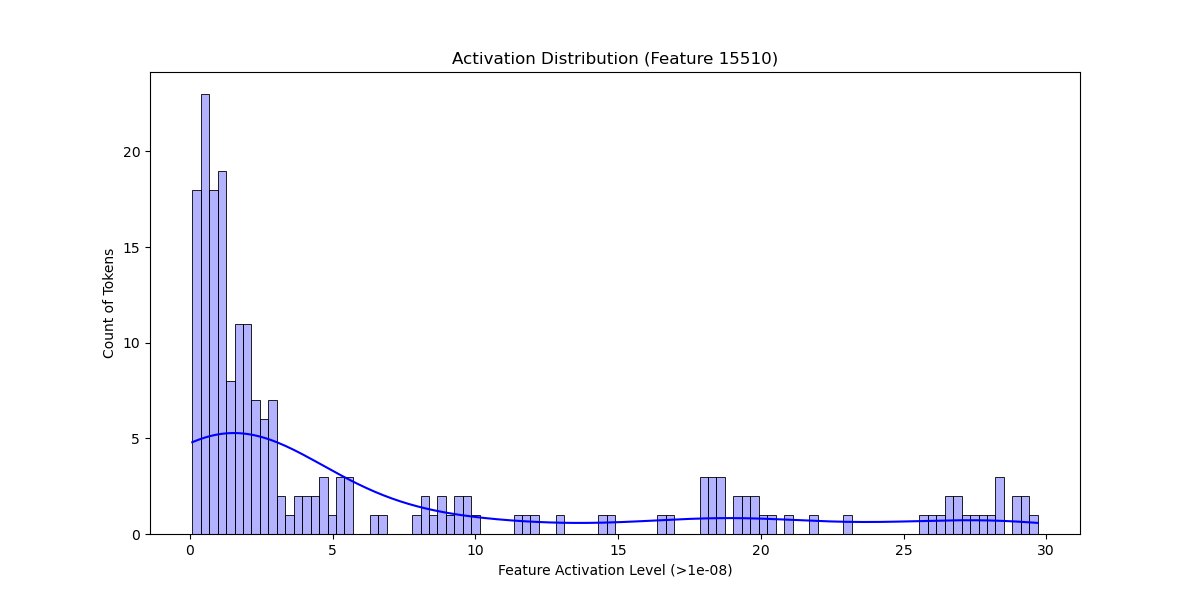 Activation Distribution (Feature 15510)
20
15
10
5
0
Count of Tokens
0 5 10 15 20 25 30
Feature Activation Level (>1e-08)